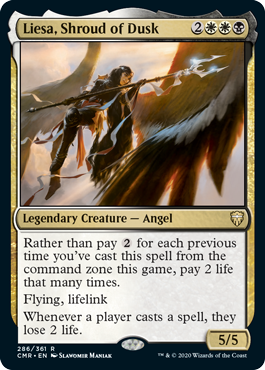 Liesa, Shroud of Dusk 2
Legendary Creature — Angel
Rather than pay 2 for each previous
time you've cast this spell from the
command zone this game, pay 2 life
that many times.
Flying, lifelink
Whenever a player casts a spell, they
lose 2 life.
5/5
286/361 R
CMR • EN SLAWOMIR MANIAK
™ & © 2020 Wizards of the Coast